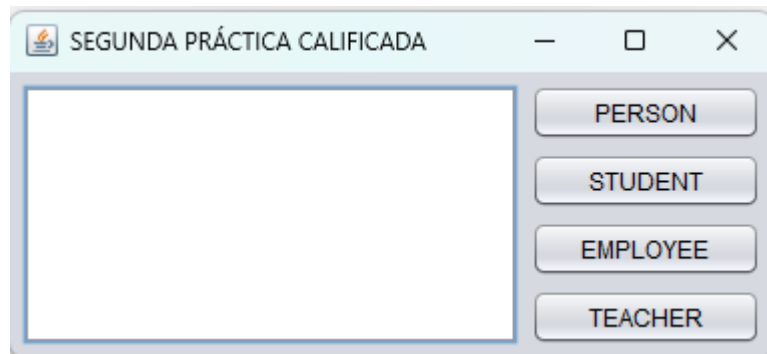 SEGUNDA PRÁCTICA CALIFICADA
PERSON
STUDENT
EMPLOYEE
TEACHER